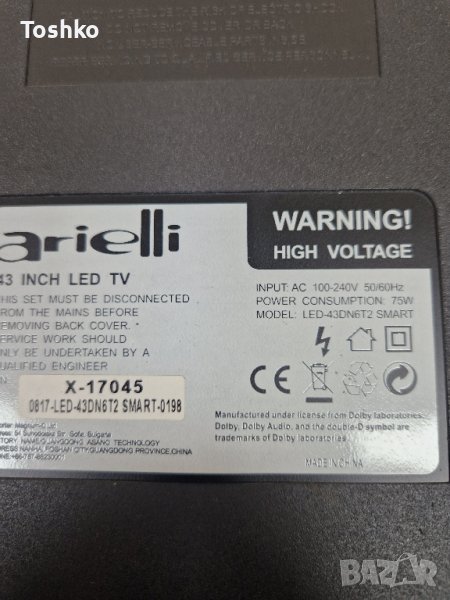 Toshko
arielli
WARNING!
HIGH VOLTAGE
43 INCH LED TV
THIS SET MUST BE DISCONNECTED
FROM THE MAINS BEFORE
REMOVING BACK COVER.
SERVICE WORK SHOULD
ONLY BE UNDERTAKEN BY A
QUALIFIED ENGINEER
INPUT: AC 100-240V 50/60Hz
POWER CONSUMPTION: 75W
MODEL: LED-43DN6T2 SMART
X-17045
0817-LED-43DN6T2 SMART-0198
CE
Manufactured under license from Dolby laboratories.
Dolby, Dolby Audio, and the double-D symbol are
trademarks of Dolby laboratories.
MADE IN CHINA
BAZAR.BG